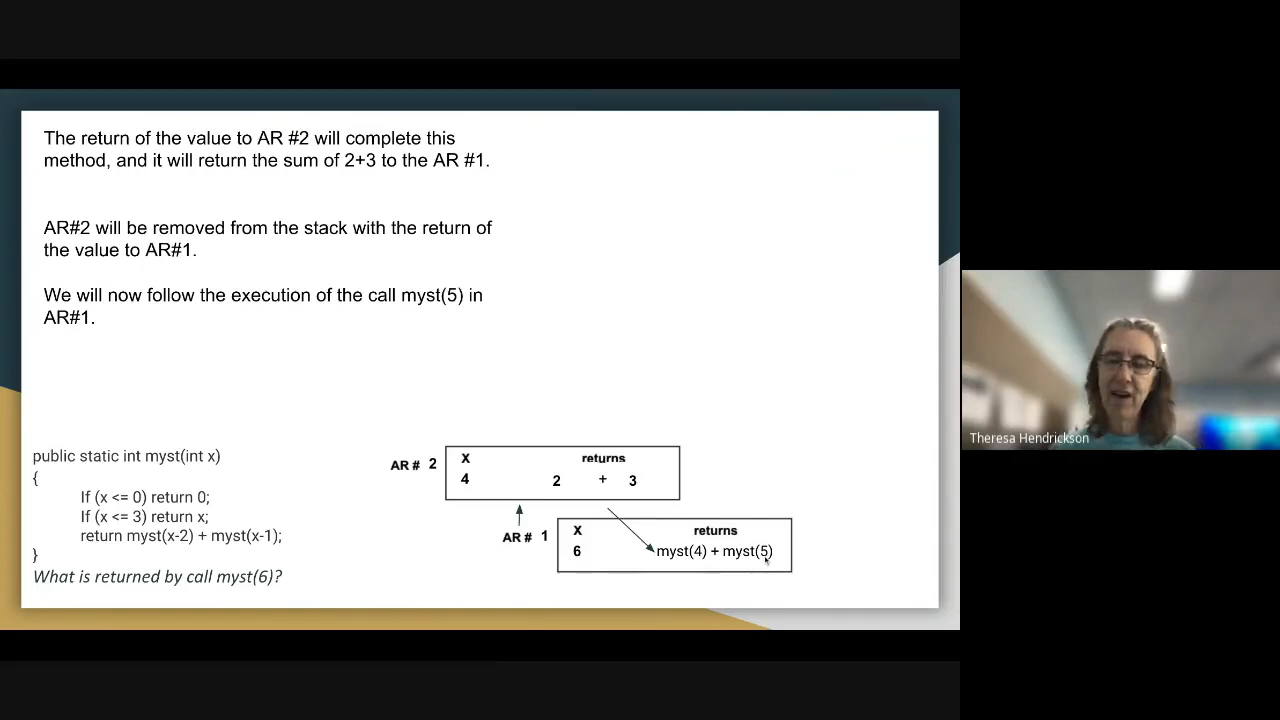 The return of the value to AR #2 will complete this
method, and it will return the sum of 2+3 to the AR #1.
AR#2 will be removed from the stack with the return of
the value to AR#1.
We will now follow the execution of the call myst(5) in
AR#1.
public static int myst(int x)
{
If (x <= 0) return 0;
If (x <= 3) return x;
return myst(x-2) + myst(x-1);
}
What is returned by call myst(6)?
AR # 2
X returns
4 2 + 3
AR # 1
X returns
6 myst(4) + myst(5)
Theresa Hendrickson